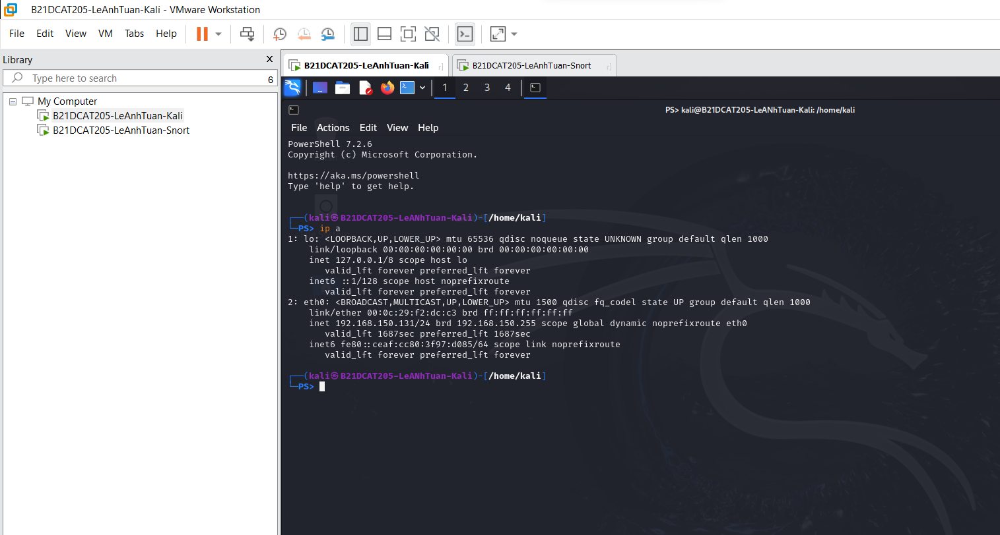 B21DCAT205-LeAnhTuan-Kali - VMware Workstation
File Edit View VM Tabs Help
Library
Type here to search 6
My Computer
B21DCAT205-LeAnhTuan-Kali
B21DCAT205-LeAnhTuan-Snort
B21DCAT205-LeAnhTuan-Kali B21DCAT205-LeAnhTuan-Snort
1 2 3 4
PS> kali@B21DCAT205-LeANhTuan-Kali: /home/kali
File Actions Edit View Help
PowerShell 7.2.6
Copyright (c) Microsoft Corporation.
https://aka.ms/powershell
Type 'help' to get help.
┌──(kali㉿B21DCAT205-LeANhTuan-Kali)-[/home/kali]
└─PS> ip a
1: lo: <LOOPBACK,UP,LOWER_UP> mtu 65536 qdisc noqueue state UNKNOWN group default qlen 1000
link/loopback 00:00:00:00:00:00 brd 00:00:00:00:00:00
inet 127.0.0.1/8 scope host lo
valid_lft forever preferred_lft forever
inet6 ::1/128 scope host noprefixroute
valid_lft forever preferred_lft forever
2: eth0: <BROADCAST,MULTICAST,UP,LOWER_UP> mtu 1500 qdisc fq_codel state UP group default qlen 1000
link/ether 00:0c:29:f2:dc:c3 brd ff:ff:ff:ff:ff:ff
inet 192.168.150.131/24 brd 192.168.150.255 scope global dynamic noprefixroute eth0
valid_lft 1687sec preferred_lft 1687sec
inet6 fe80::ceaf:cc80:3f97:d085/64 scope link noprefixroute
valid_lft forever preferred_lft forever
┌──(kali㉿B21DCAT205-LeANhTuan-Kali)-[/home/kali]
└─PS>